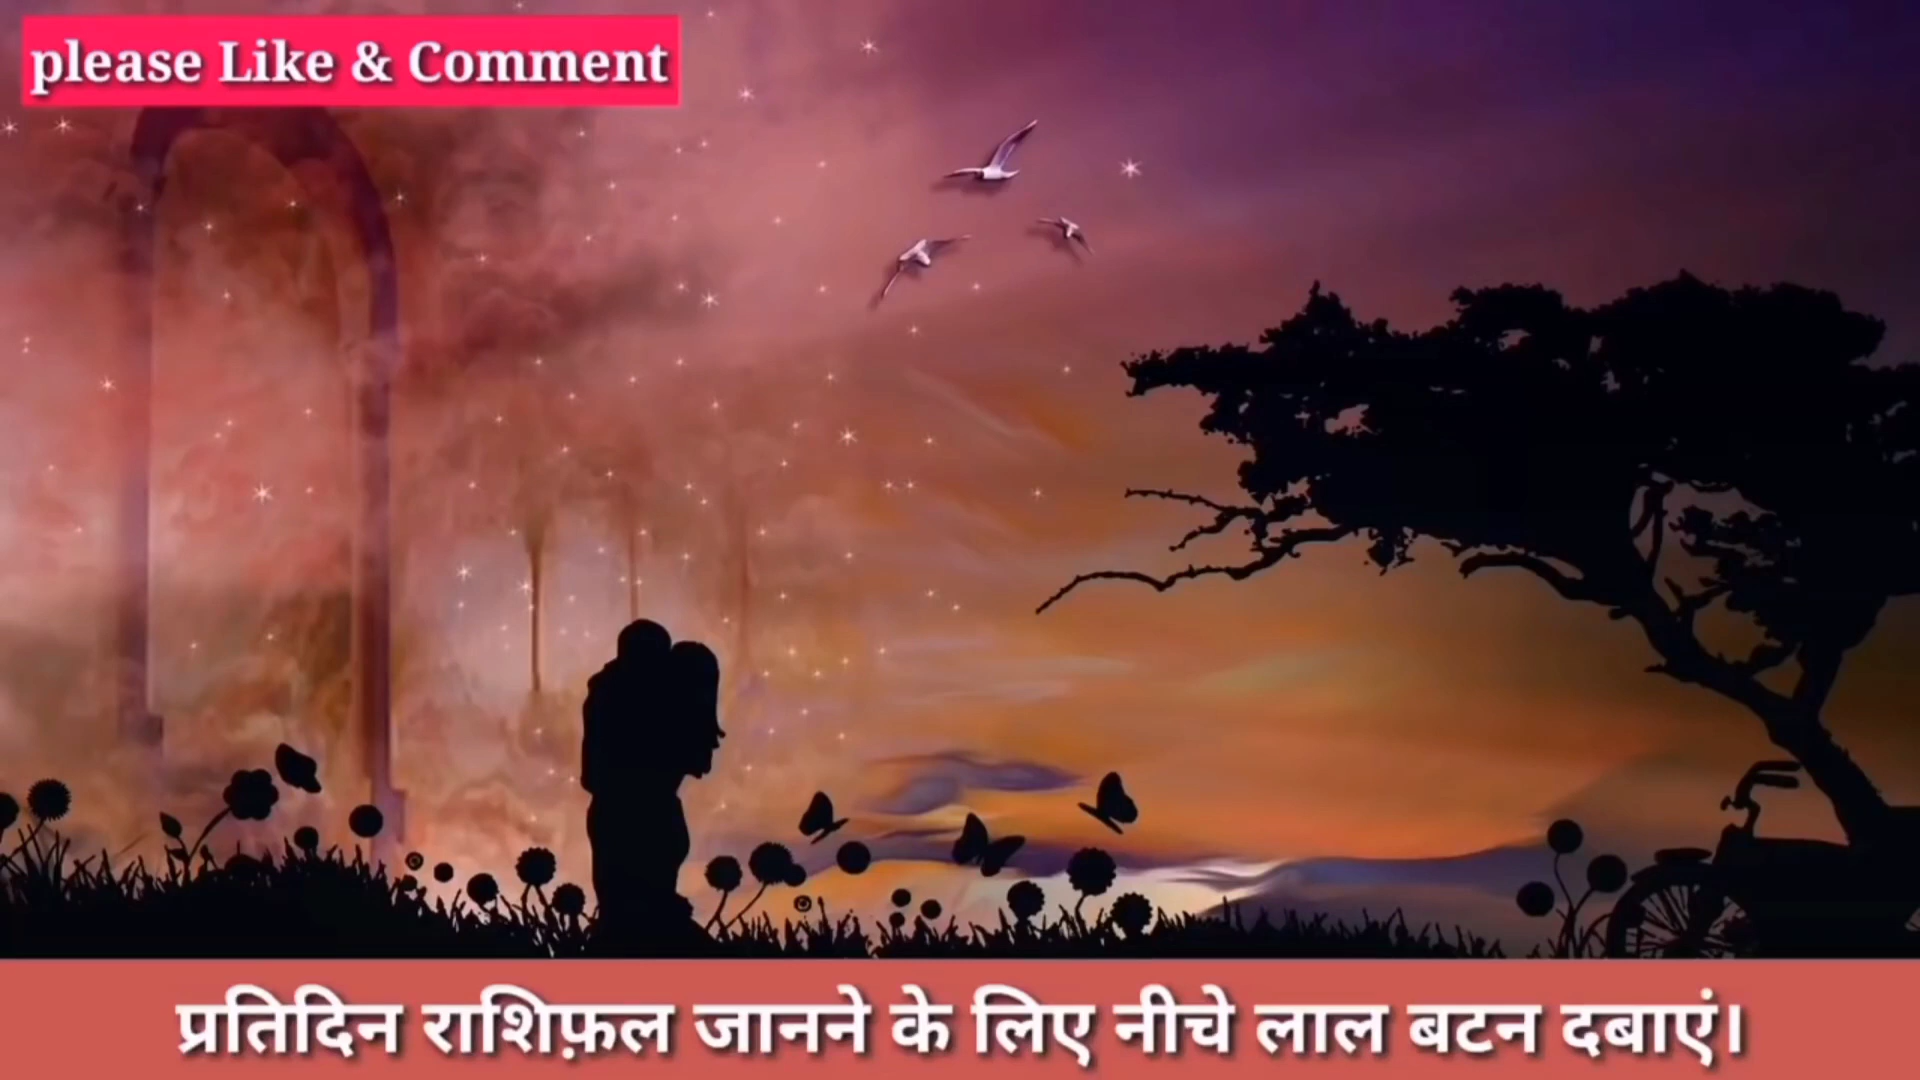 please Like & Comment
प्रतिदिन राशिफ़ल जानने के लिए नीचे लाल बटन दबाएं।